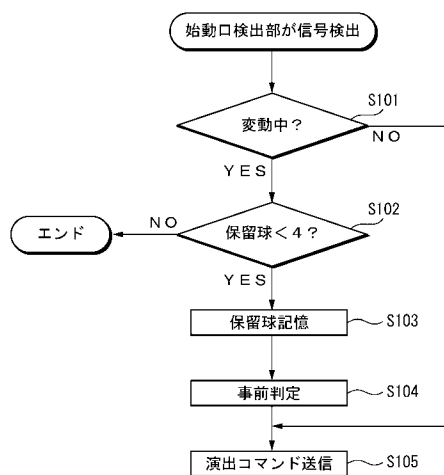 始動口検出部が信号検出
S101
変動中？
NO
YES
S102
保留球＜４？
NO
エンド
YES
保留球記憶
S103
事前判定
S104
演出コマンド送信
S105